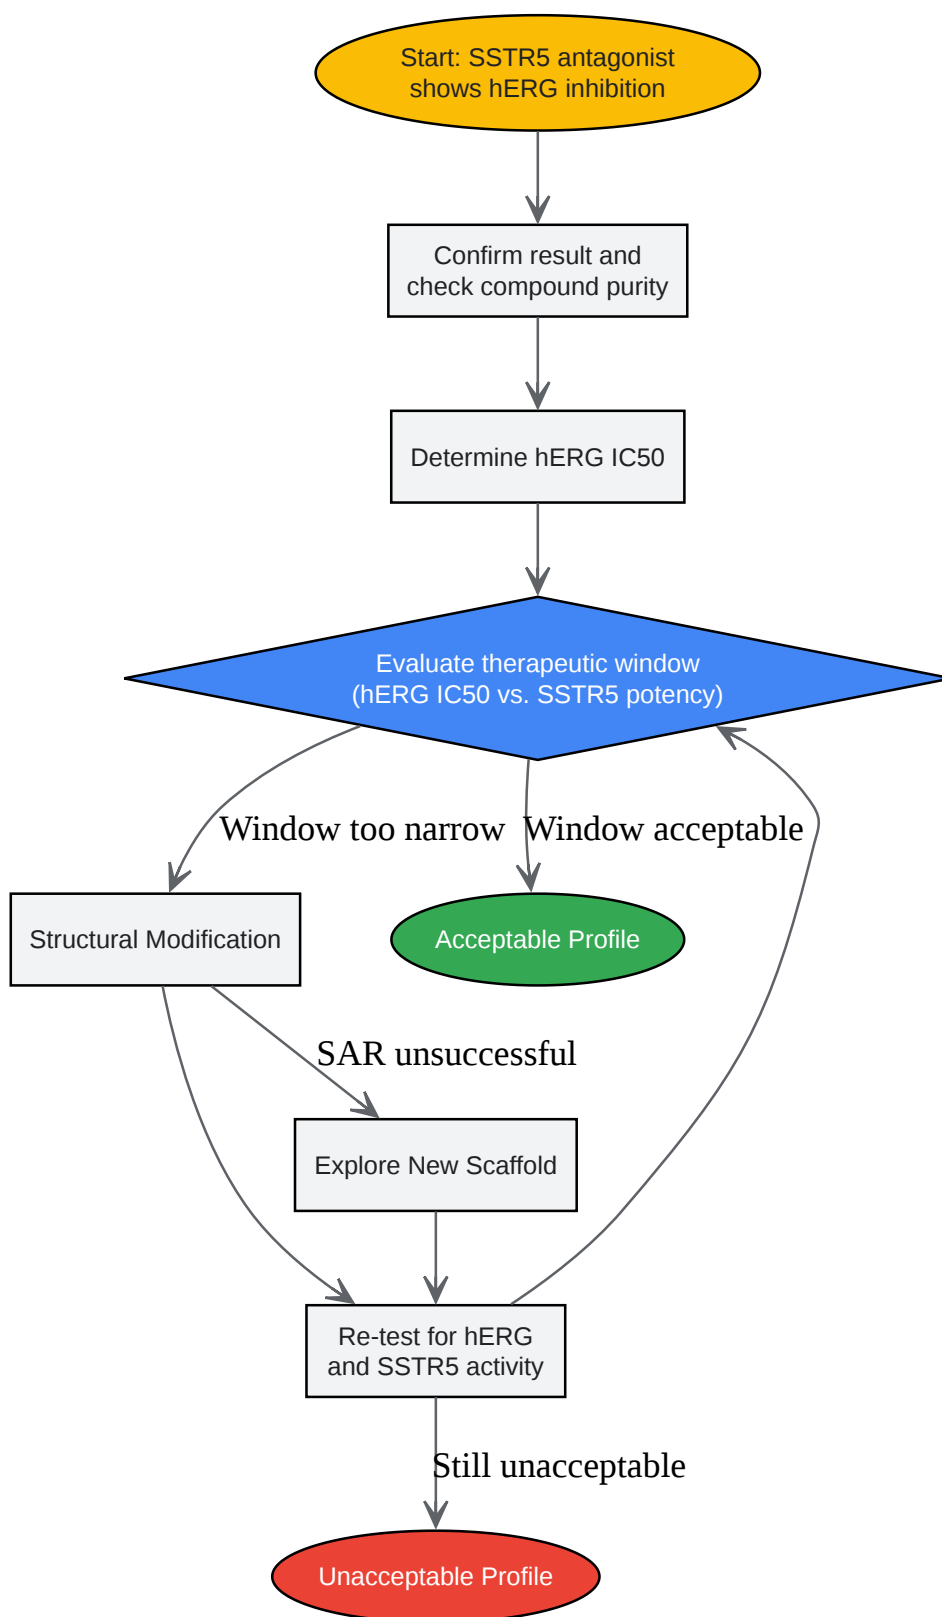 Start: SSTR5 antagonist
shows hERG inhibition
Confirm result and
check compound purity
Determine hERG IC50
Evaluate therapeutic window
(hERG IC50 vs. SSTR5 potency)
Window too narrow
Window acceptable
Structural Modification
Acceptable Profile
SAR unsuccessful
Explore New Scaffold
Re-test for hERG
and SSTR5 activity
Still unacceptable
Unacceptable Profile